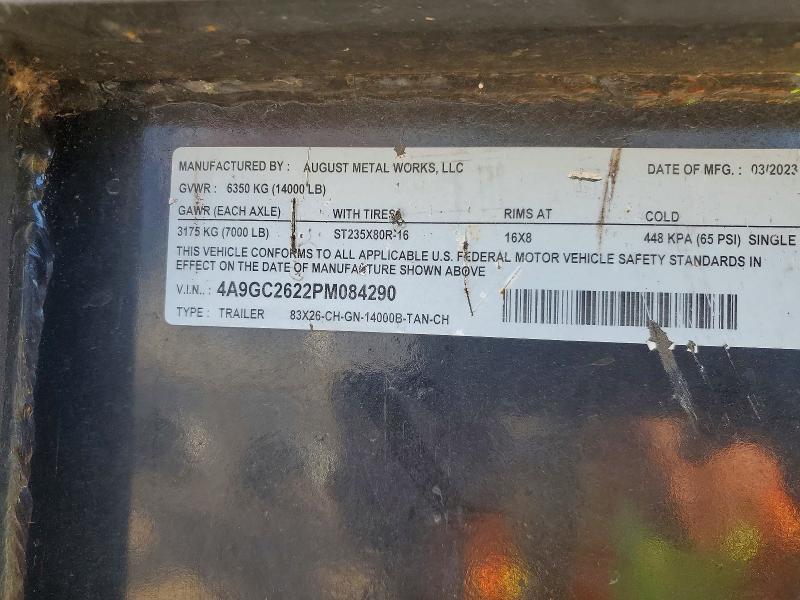 MANUFACTURED BY : AUGUST METAL WORKS, LLC DATE OF MFG. : 03/2023
GVWR : 6350 KG (14000 LB)
GAWR (EACH AXLE) WITH TIRES RIMS AT COLD
3175 KG (7000 LB) ST235X80R-16 16X8 448 KPA (65 PSI) SINGLE
THIS VEHICLE CONFORMS TO ALL APPLICABLE U.S. FEDERAL MOTOR VEHICLE SAFETY STANDARDS IN
EFFECT ON THE DATE OF MANUFACTURE SHOWN ABOVE
V.I.N. : 4A9GC2622PM084290
TYPE : TRAILER 83X26-CH-GN-14000B-TAN-CH